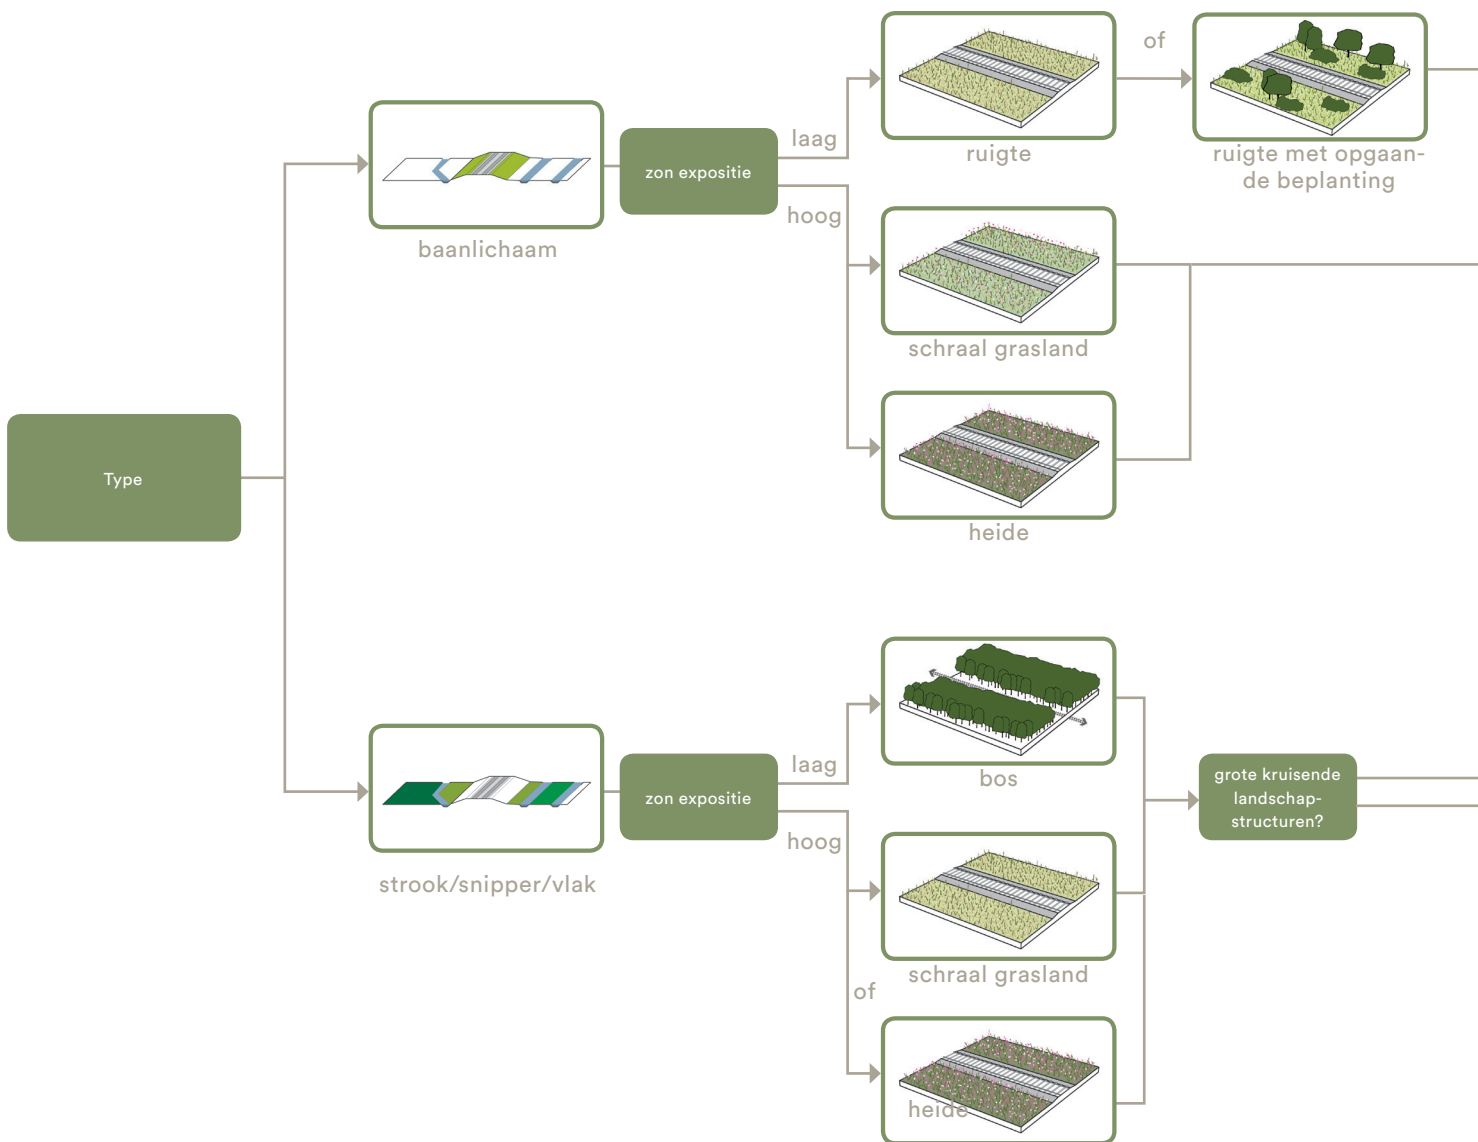 Type
baanlichaam
zon expositie
laag
hoog
ruigte
of
ruigte met opgaan-
de beplanting
schraal grasland
heide
strook/snipper/vlak
zon expositie
laag
hoog
of
bos
schraal grasland
heide
grote kruisende
landschap-
structuren?